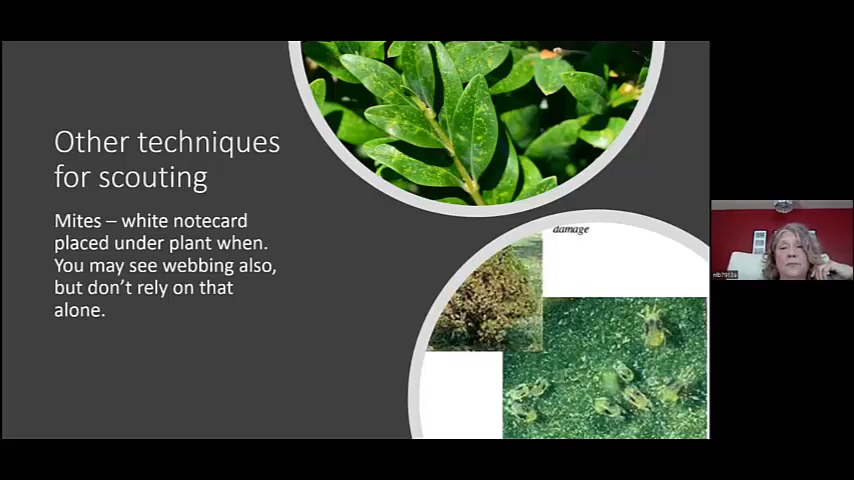 Other techniques
for scouting
Mites – white notecard
placed under plant when.
You may see webbing also,
but don't rely on that
alone.
damage